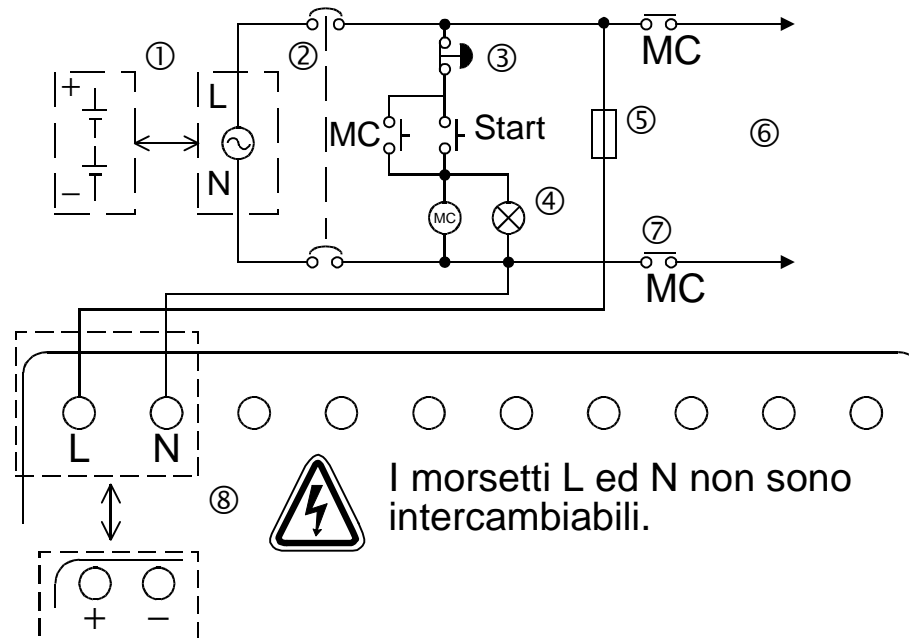 ① ② ③ MC
+ L MC Start ⑤ ⑥
− N MC ④ ⑦
MC
L N
⑧ I morsetti L ed N non sono
intercambiabili.
+ −